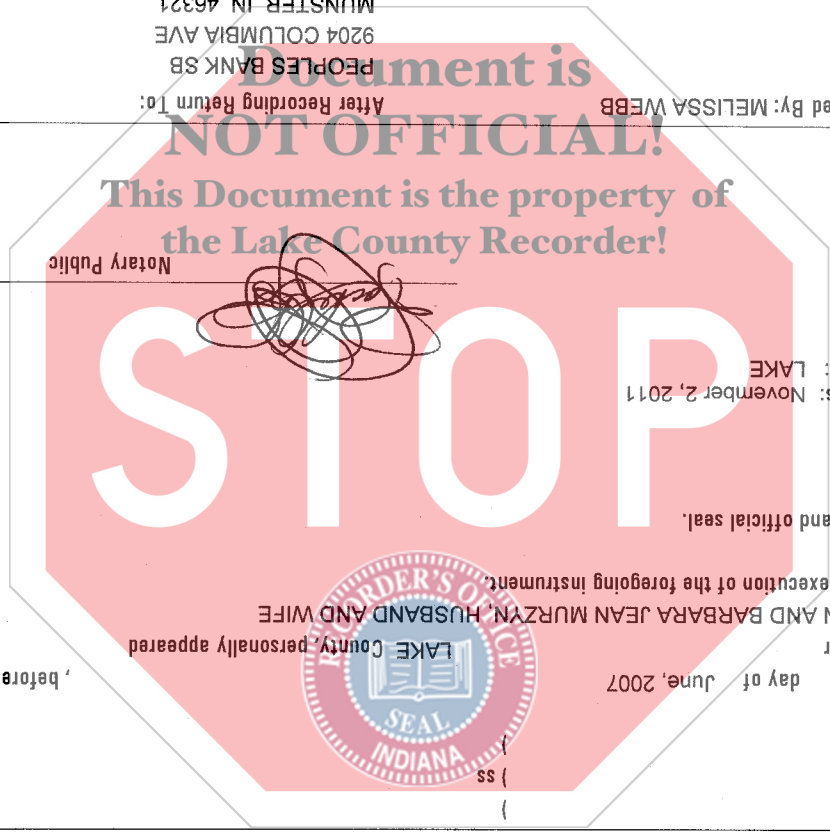 Document is
NOT OFFICIAL!
This Document is the property of
the Lake County Recorder!
STOP
RECORDER'S OFFICE
SEAL
INDIANA
)
) ss
)
day of June, 2007 , before
LAKE County, personally appeared
AND BARBARA JEAN MURZYN, HUSBAND AND WIFE
execution of the foregoing instrument.
and official seal.
: November 2, 2011
: LAKE
Notary Public
ed By: MELISSA WEBB After Recording Return To:
PEOPLES BANK SB
9204 COLUMBIA AVE
MUNSTER IN 46321